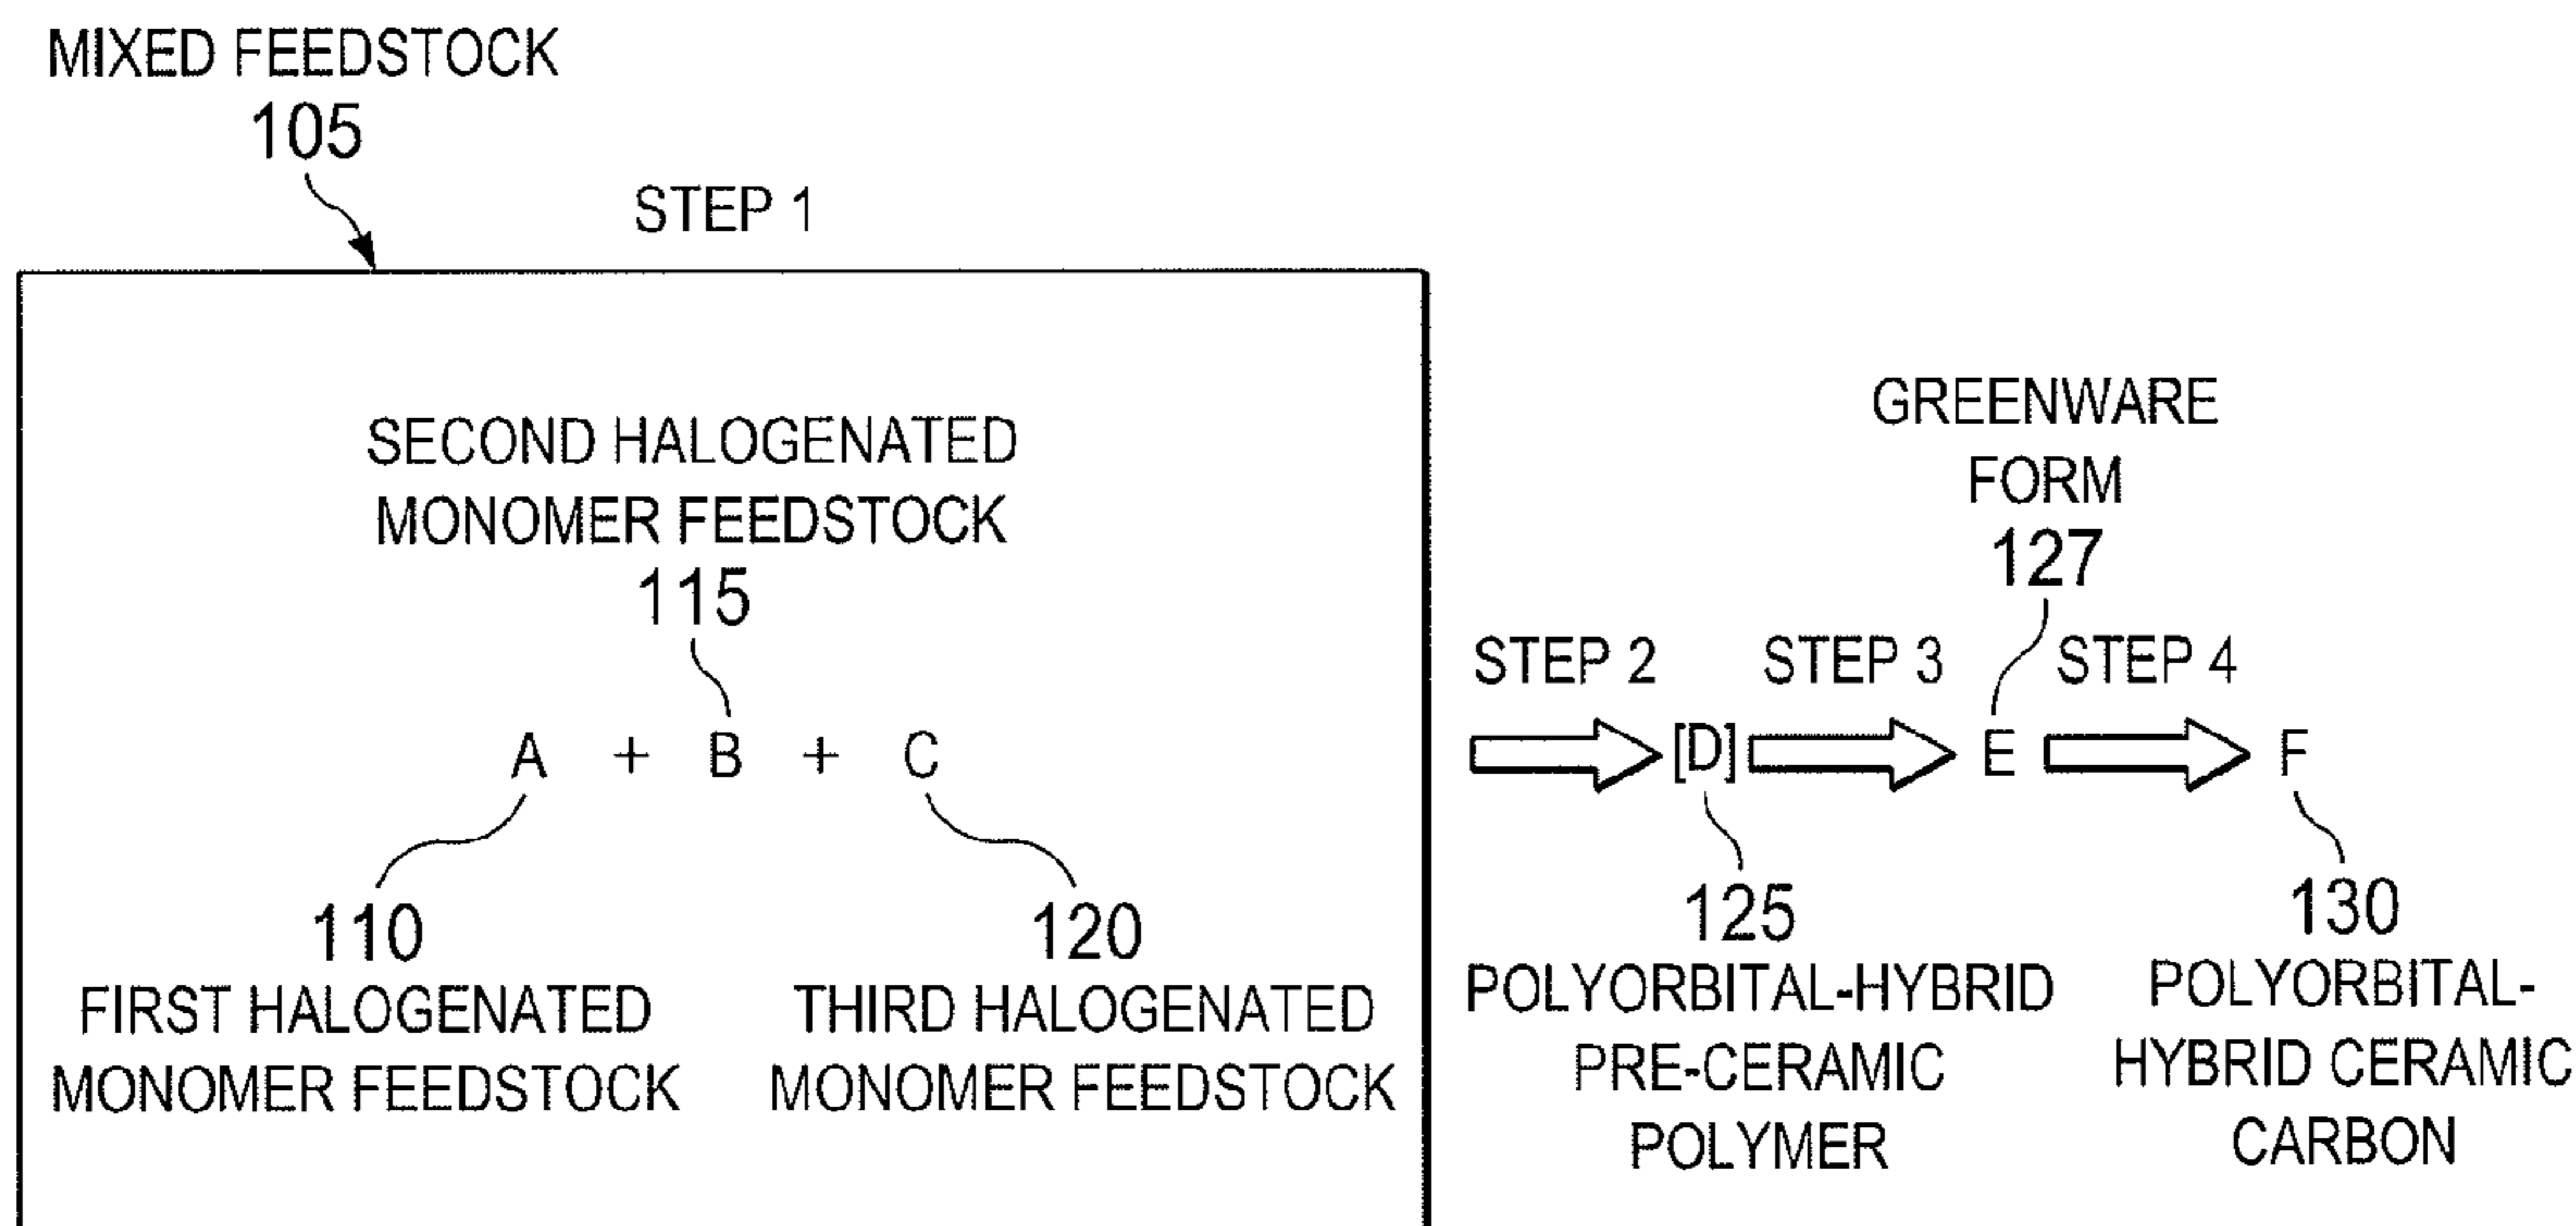 MIXED FEEDSTOCK
105
STEP 1
SECOND HALOGENATED
MONOMER FEEDSTOCK
115
A + B + C
110
FIRST HALOGENATED
MONOMER FEEDSTOCK
120
THIRD HALOGENATED
MONOMER FEEDSTOCK
STEP 2
[D]
125
POLYORBITAL-HYBRID
PRE-CERAMIC
POLYMER
STEP 3
GREENWARE
FORM
127
E
STEP 4
F
130
POLYORBITAL-
HYBRID CERAMIC
CARBON